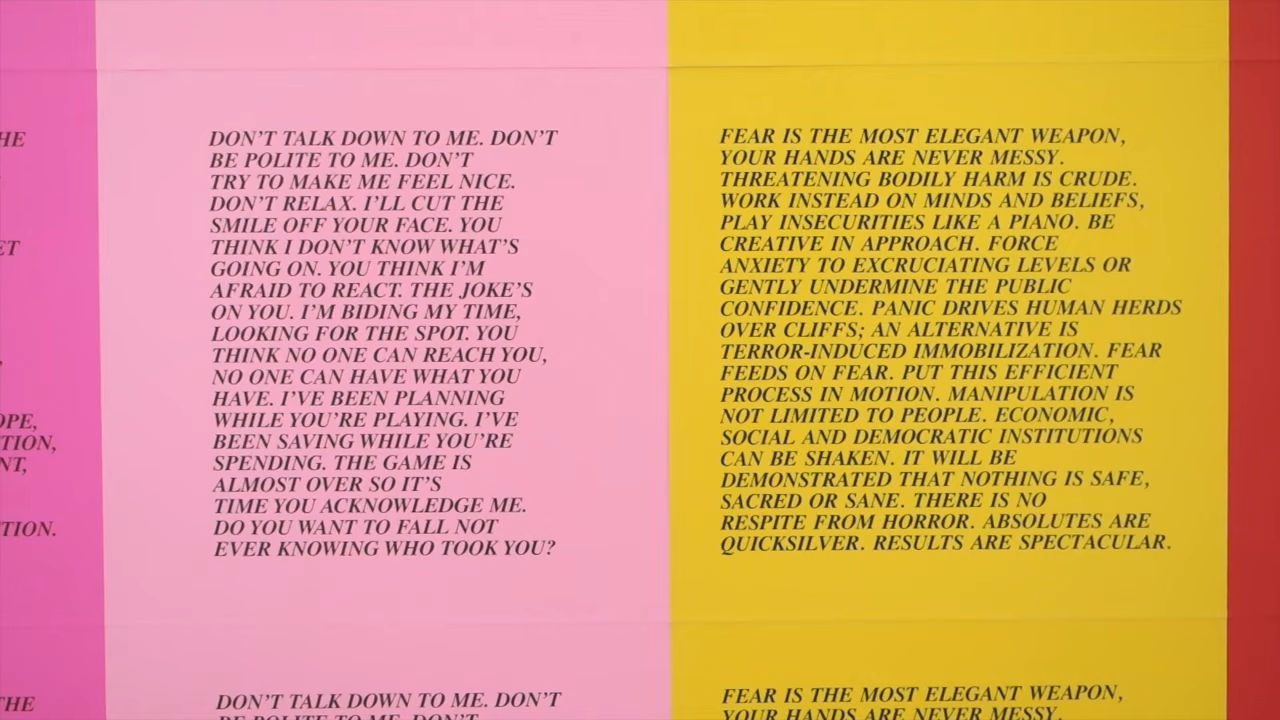 HE
ET
OPE,
TION,
NT,
TION.
THE
DON'T TALK DOWN TO ME. DON'T
BE POLITE TO ME. DON'T
TRY TO MAKE ME FEEL NICE.
DON'T RELAX. I'LL CUT THE
SMILE OFF YOUR FACE. YOU
THINK I DON'T KNOW WHAT'S
GOING ON. YOU THINK I'M
AFRAID TO REACT. THE JOKE'S
ON YOU. I'M BIDING MY TIME,
LOOKING FOR THE SPOT. YOU
THINK NO ONE CAN REACH YOU,
NO ONE CAN HAVE WHAT YOU
HAVE. I'VE BEEN PLANNING
WHILE YOU'RE PLAYING. I'VE
BEEN SAVING WHILE YOU'RE
SPENDING. THE GAME IS
ALMOST OVER SO IT'S
TIME YOU ACKNOWLEDGE ME.
DO YOU WANT TO FALL NOT
EVER KNOWING WHO TOOK YOU?
DON'T TALK DOWN TO ME. DON'T
BE POLITE TO ME. DON'T
FEAR IS THE MOST ELEGANT WEAPON,
YOUR HANDS ARE NEVER MESSY.
THREATENING BODILY HARM IS CRUDE.
WORK INSTEAD ON MINDS AND BELIEFS,
PLAY INSECURITIES LIKE A PIANO. BE
CREATIVE IN APPROACH. FORCE
ANXIETY TO EXCRUCIATING LEVELS OR
GENTLY UNDERMINE THE PUBLIC
CONFIDENCE. PANIC DRIVES HUMAN HERDS
OVER CLIFFS; AN ALTERNATIVE IS
TERROR-INDUCED IMMOBILIZATION. FEAR
FEEDS ON FEAR. PUT THIS EFFICIENT
PROCESS IN MOTION. MANIPULATION IS
NOT LIMITED TO PEOPLE. ECONOMIC,
SOCIAL AND DEMOCRATIC INSTITUTIONS
CAN BE SHAKEN. IT WILL BE
DEMONSTRATED THAT NOTHING IS SAFE,
SACRED OR SANE. THERE IS NO
RESPITE FROM HORROR. ABSOLUTES ARE
QUICKSILVER. RESULTS ARE SPECTACULAR.
FEAR IS THE MOST ELEGANT WEAPON,
YOUR HANDS ARE NEVER MESSY.